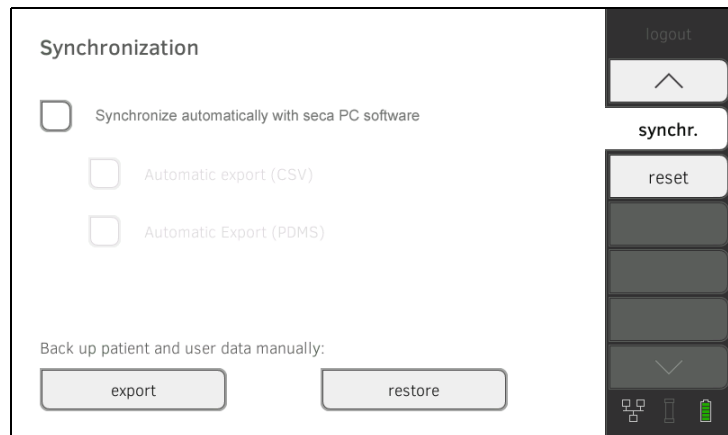 Synchronization
Synchronize automatically with seca PC software
Automatic export (CSV)
Automatic Export (PDMS)
Back up patient and user data manually:
export
restore
logout
synchr.
reset